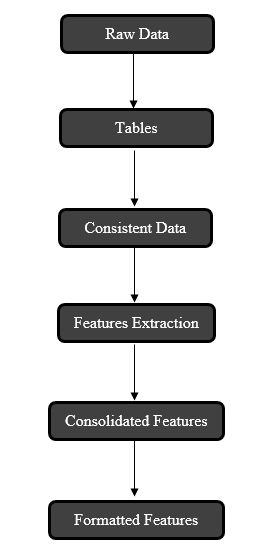 Raw Data
Tables
Consistent Data
Features Extraction
Consolidated Features
Formatted Features